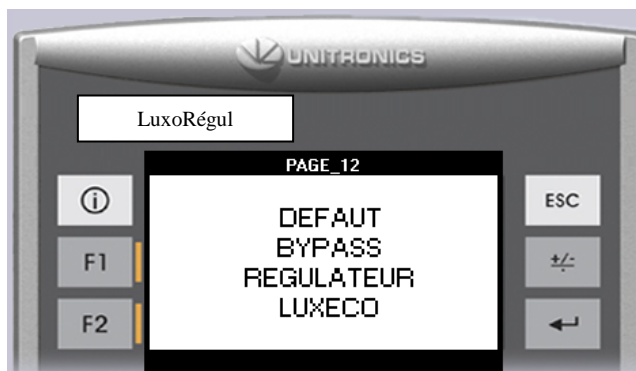 UNITRONICS
LuxoRégul
PAGE_12
i
ESC
DEFAUT
F1
BYPASS
+/-
REGULATEUR
F2
LUXECO